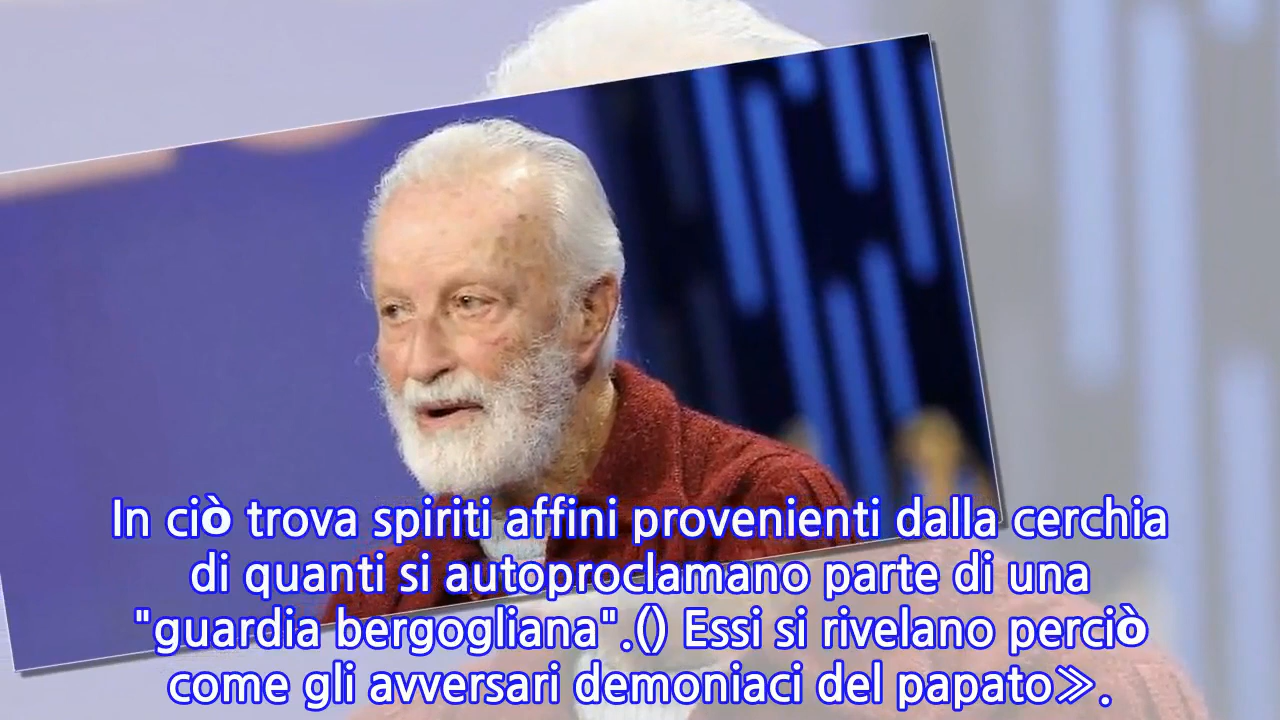 In ciò trova spiriti affini provenienti dalla cerchia
di quanti si autoproclamano parte di una
"guardia bergogliana".() Essi si rivelano perciò
come gli avversari demoniaci del papato≫.